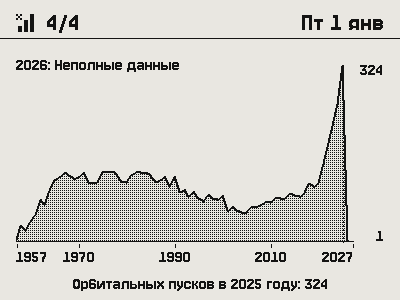 4/4 Пт 1 янв
2026: Неполные данные
324
1
1957 1970 1990 2010 2027
Орбитальных пусков в 2025 году: 324